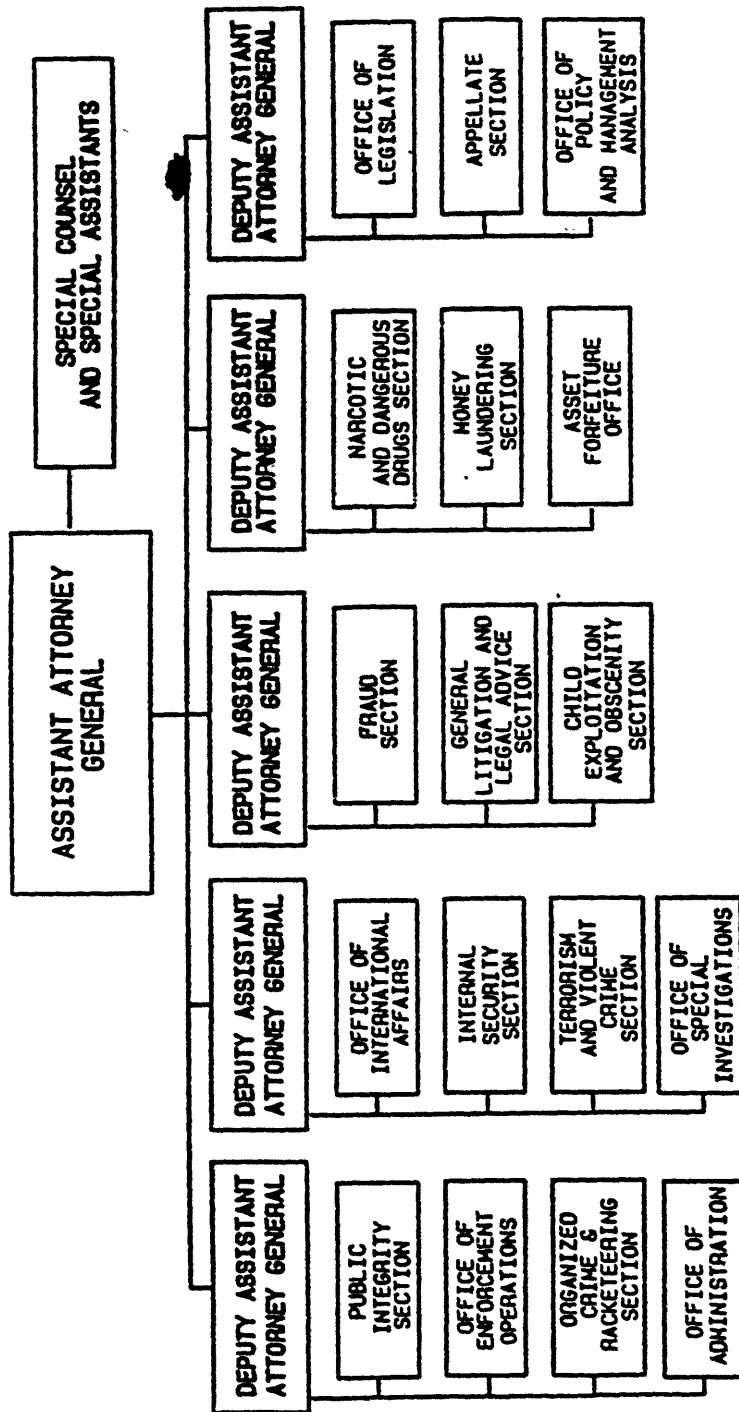 ASSISTANT ATTORNEY
GENERAL
SPECIAL COUNSEL
AND SPECIAL ASSISTANTS
DEPUTY ASSISTANT
ATTORNEY GENERAL
PUBLIC
INTEGRITY
SECTION
OFFICE OF
ENFORCEMENT
OPERATIONS
ORGANIZED
CRIME &
RACKETEERING
SECTION
OFFICE OF
ADMINISTRATION
DEPUTY ASSISTANT
ATTORNEY GENERAL
OFFICE OF
INTERNATIONAL
AFFAIRS
INTERNAL
SECURITY
SECTION
TERRORISM
AND VIOLENT
CRIME
SECTION
OFFICE OF
SPECIAL
INVESTIGATIONS
DEPUTY ASSISTANT
ATTORNEY GENERAL
FRAUD
SECTION
GENERAL
LITIGATION AND
LEGAL ADVICE
SECTION
CHILD
EXPLOITATION
AND OBSCENITY
SECTION
DEPUTY ASSISTANT
ATTORNEY GENERAL
NARCOTIC
AND DANGEROUS
DRUGS SECTION
MONEY
LAUNDERING
SECTION
ASSET
FORFEITURE
OFFICE
DEPUTY ASSISTANT
ATTORNEY GENERAL
OFFICE OF
LEGISLATION
APPELLATE
SECTION
OFFICE OF
POLICY
AND MANAGEMENT
ANALYSIS